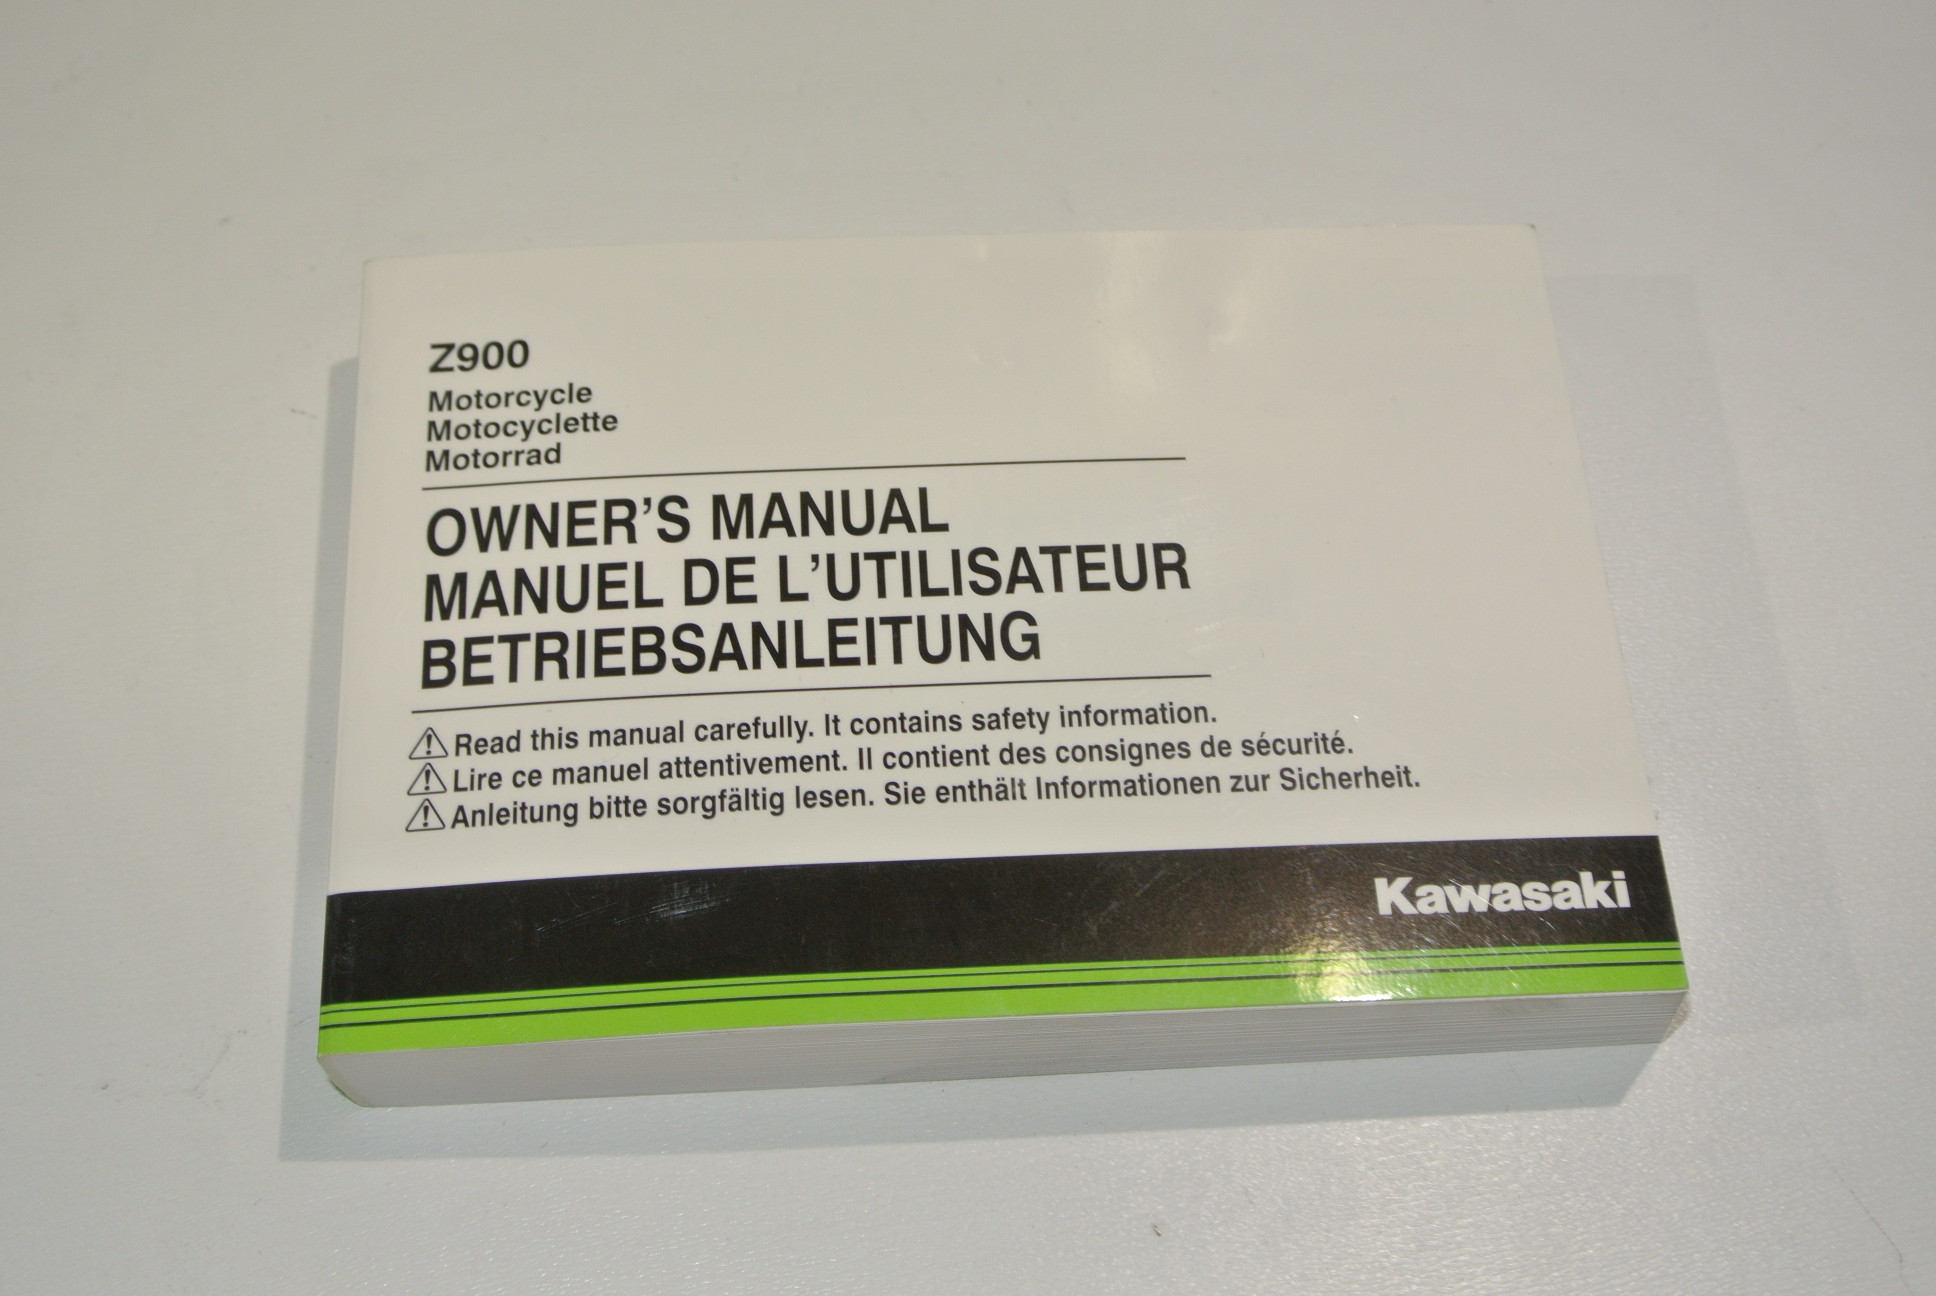 Z900
Motorcycle
Motocyclette
Motorrad
OWNER'S MANUAL
MANUEL DE L'UTILISATEUR
BETRIEBSANLEITUNG
Read this manual carefully. It contains safety information.
Lire ce manuel attentivement. Il contient des consignes de sécurité.
Anleitung bitte sorgfältig lesen. Sie enthält Informationen zur Sicherheit.
Kawasaki